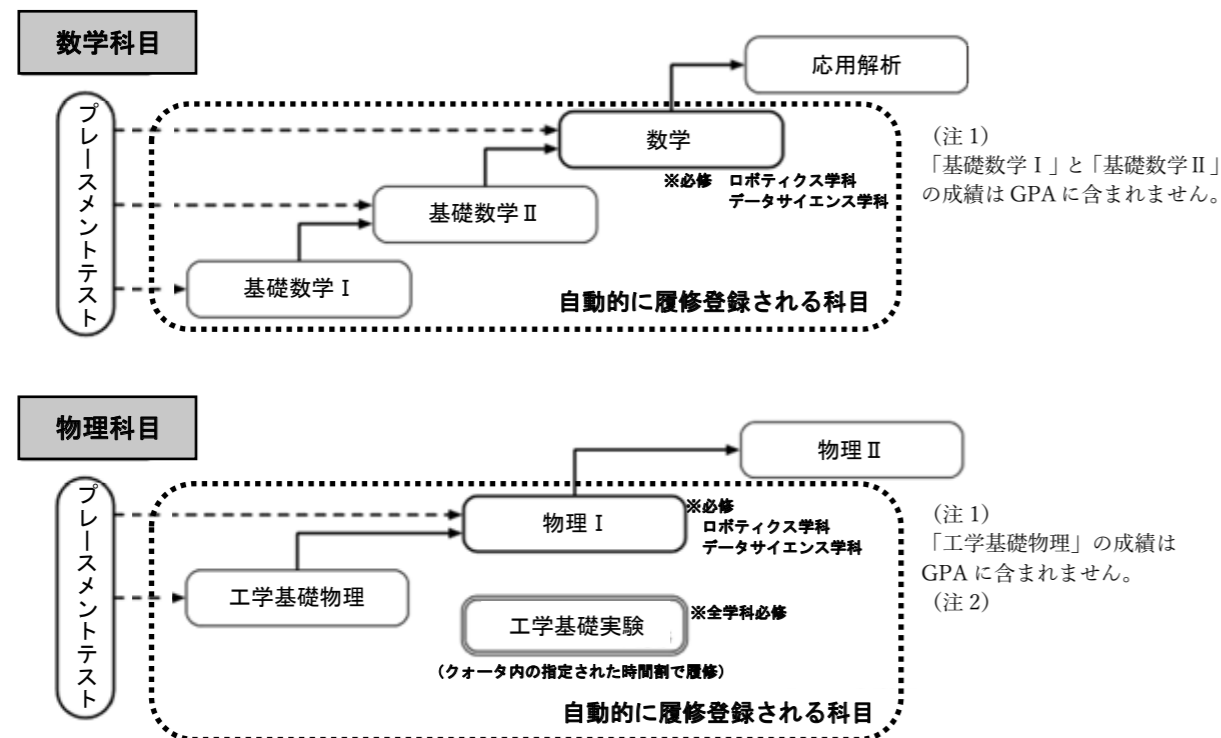 数学科目
プレースメントテスト
応用解析
数学
※必修 ロボティクス学科
データサイエンス学科
基礎数学Ⅱ
基礎数学Ⅰ
自動的に履修登録される科目
（注1）
「基礎数学Ⅰ」と「基礎数学Ⅱ」
の成績は GPA に含まれません。
物理科目
プレースメントテスト
物理Ⅱ
物理Ⅰ
※必修
ロボティクス学科
データサイエンス学科
工学基礎物理
工学基礎実験
※全学科必修
（クォータ内の指定された時間割で履修）
自動的に履修登録される科目
（注1）
「工学基礎物理」の成績は
GPA に含まれません。
（注2）